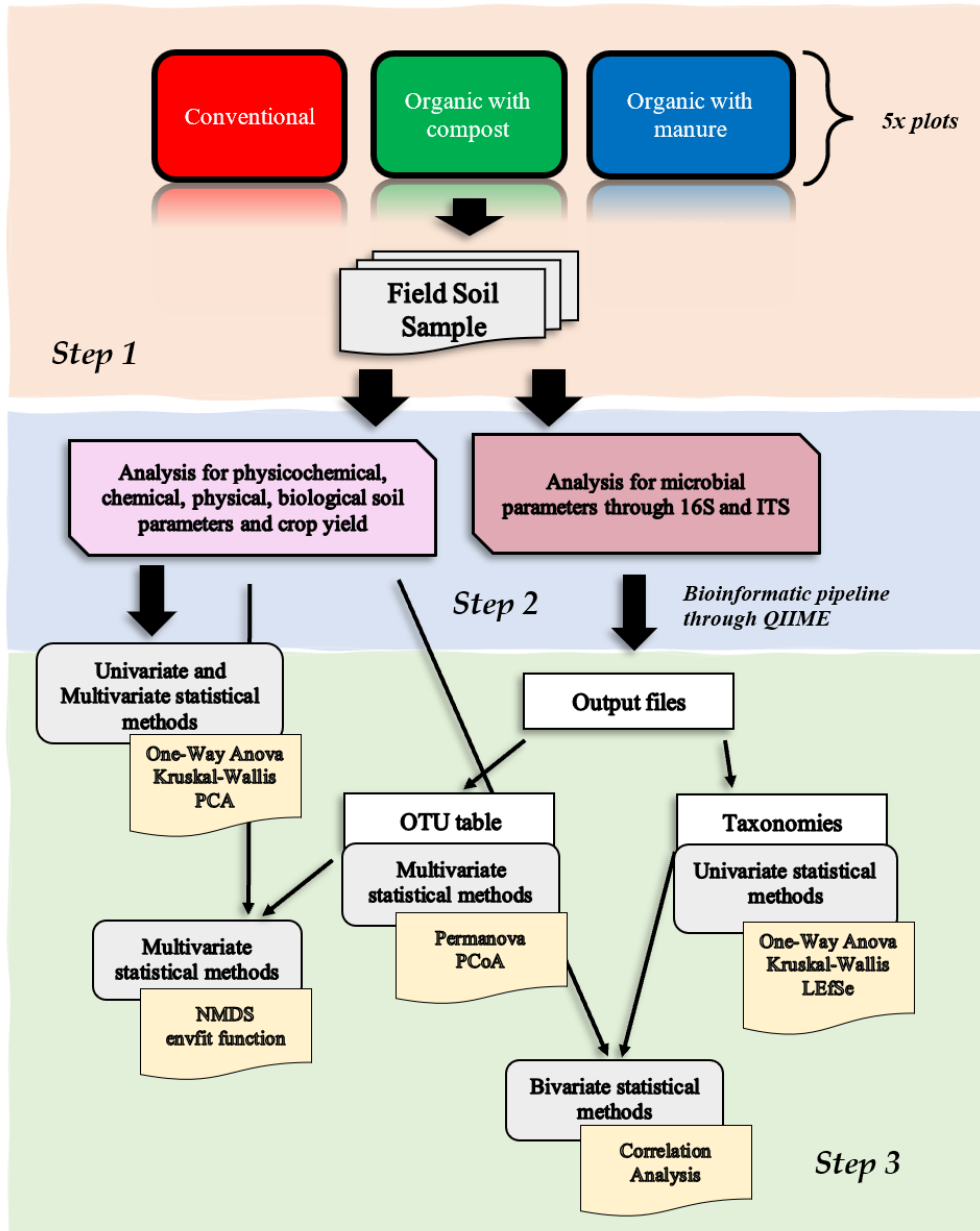 Conventional
Organic with
compost
Organic with
manure
5x plots
Field Soil
Sample
Step 1
Analysis for physicochemical,
chemical, physical, biological soil
parameters and crop yield
Analysis for microbial
parameters through 16S and ITS
Step 2
Bioinformatic pipeline
through QIIME
Univariate and
Multivariate statistical
methods
One-Way Anova
Kruskal-Wallis
PCA
Output files
OTU table
Multivariate
statistical methods
Permanova
PCoA
Taxonomies
Univariate statistical
methods
One-Way Anova
Kruskal-Wallis
LEfSe
Multivariate
statistical methods
NMDS
envfit function
Bivariate statistical
methods
Correlation
Analysis
Step 3